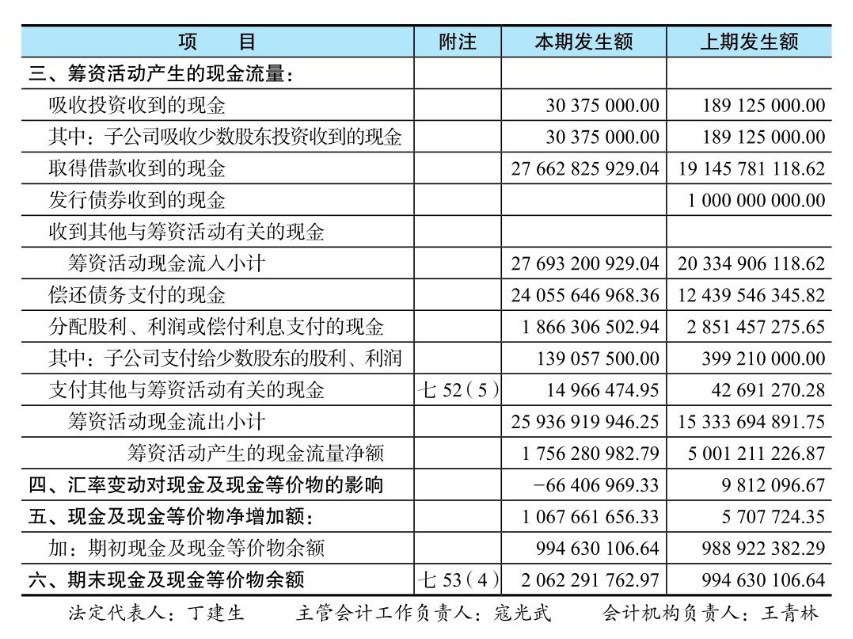 项 目 附注 本期发生额 上期发生额
三、筹资活动产生的现金流量：
吸收投资收到的现金 30 375 000.00 189 125 000.00
其中：子公司吸收少数股东投资收到的现金 30 375 000.00 189 125 000.00
取得借款收到的现金 27 662 825 929.04 19 145 781 118.62
发行债券收到的现金 1 000 000 000.00
收到其他与筹资活动有关的现金
筹资活动现金流入小计 27 693 200 929.04 20 334 906 118.62
偿还债务支付的现金 24 055 646 968.36 12 439 546 345.82
分配股利、利润或偿付利息支付的现金 1 866 306 502.94 2 851 457 275.65
其中：子公司支付给少数股东的股利、利润 139 057 500.00 399 210 000.00
支付其他与筹资活动有关的现金 七 52（5） 14 966 474.95 42 691 270.28
筹资活动现金流出小计 25 936 919 946.25 15 333 694 891.75
筹资活动产生的现金流量净额 1 756 280 982.79 5 001 211 226.87
四、汇率变动对现金及现金等价物的影响 -66 406 969.33 9 812 096.67
五、现金及现金等价物净增加额： 1 067 661 656.33 5 707 724.35
加：期初现金及现金等价物余额 994 630 106.64 988 922 382.29
六、期末现金及现金等价物余额 七 53（4） 2 062 291 762.97 994 630 106.64
法定代表人：丁建生 主管会计工作负责人：寇光武 会计机构负责人：王青林